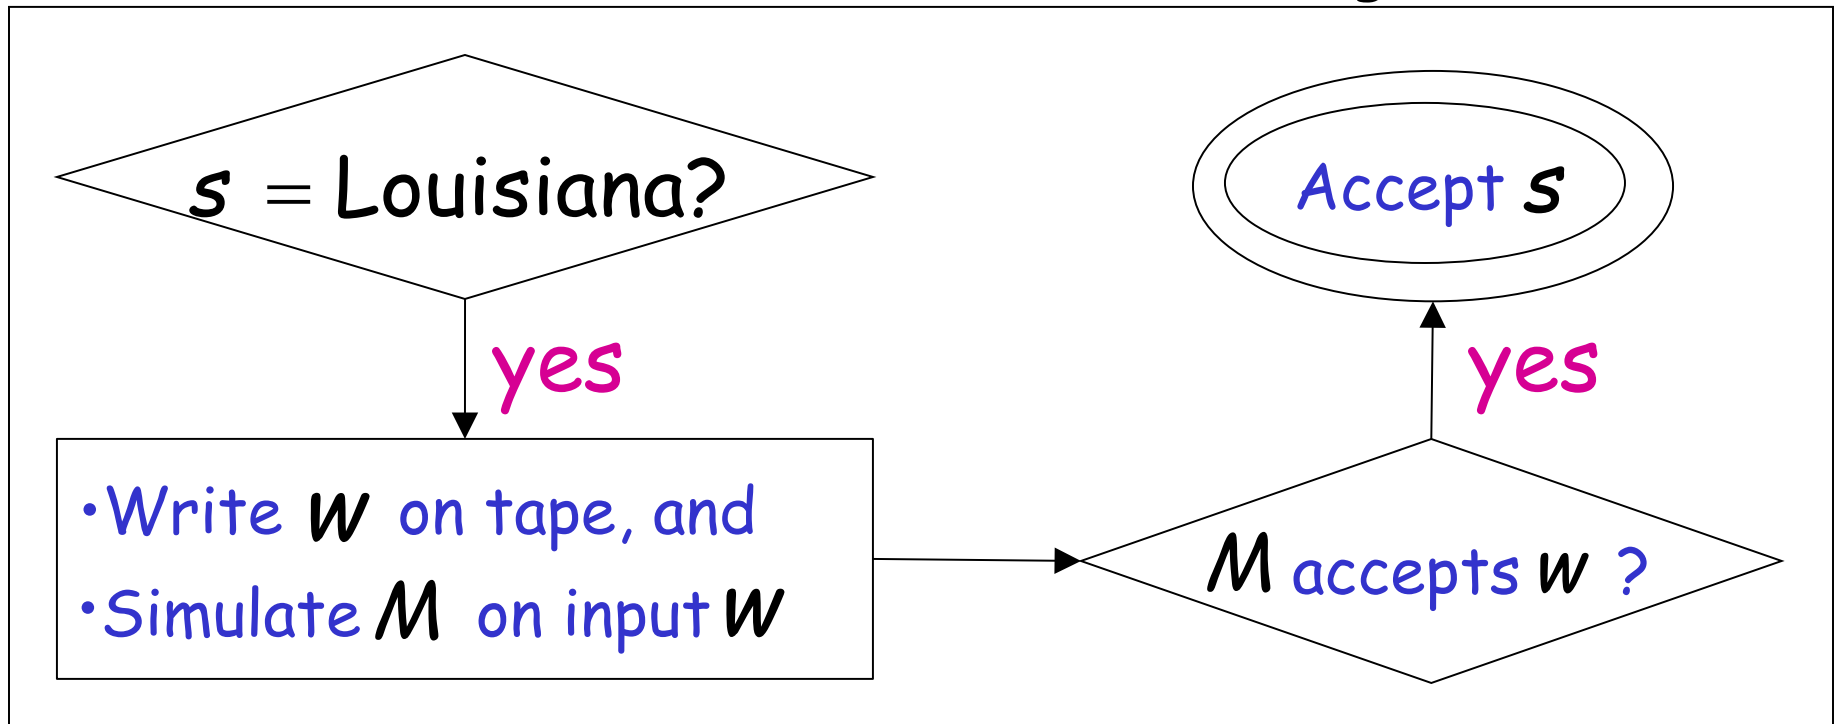 s = Louisiana?
yes
•Write w on tape, and
•Simulate M on input w
M accepts w ?
yes
Accept s